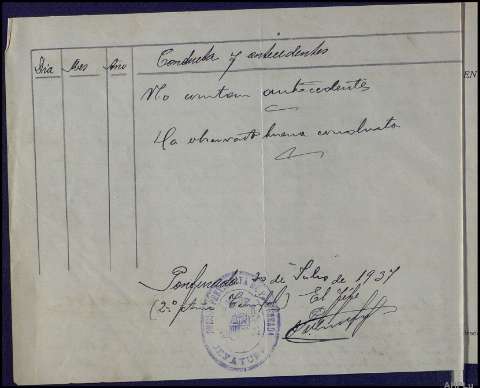 Día Mes Año Conducta y antecedentes
No constan antecedentes
Ha observado buena conducta
Ponferrada 30 de Julio de 1937
(2º Año Triunfal) El Jefe
JEFATURA
EN